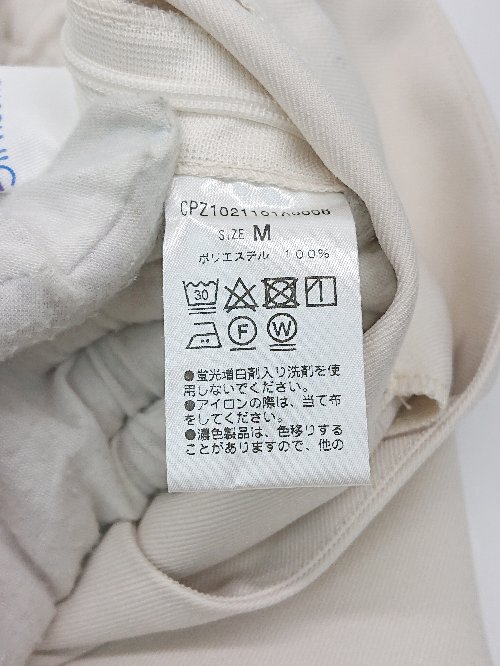 SIZE M
ポリエステル 100%
30
F W
●蛍光増白剤入り洗剤を使
用しないでください。
●アイロンの際は、当て布
をしてください。
●濃色製品は、色移りする
ことがありますので、他の